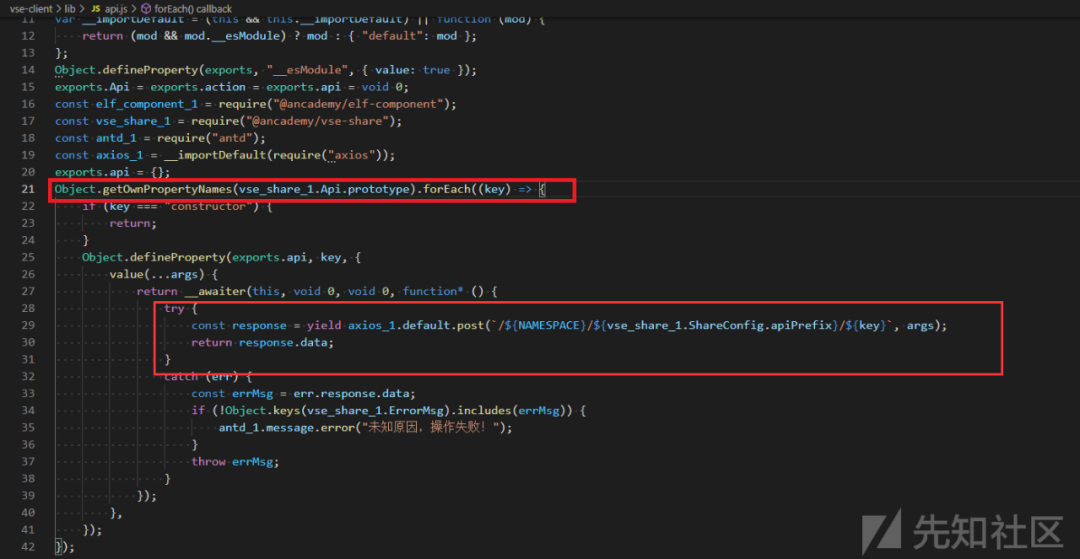 vse-client > lib > JS api.js > forEach() callback
11 var __importDefault = (this && this.__importDefault) || function (mod) {
12 return (mod && mod.__esModule) ? mod : { "default": mod };
13 };
14 Object.defineProperty(exports, "__esModule", { value: true });
15 exports.Api = exports.action = exports.api = void 0;
16 const elf_component_1 = require("@ancademy/elf-component");
17 const vse_share_1 = require("@ancademy/vse-share");
18 const antd_1 = require("antd");
19 const axios_1 = __importDefault(require("axios"));
20 exports.api = {};
21 Object.getOwnPropertyNames(vse_share_1.Api.prototype).forEach((key) => {
22 if (key === "constructor") {
23 return;
24 }
25 Object.defineProperty(exports.api, key, {
26 value(...args) {
27 return __awaiter(this, void 0, void 0, function* () {
28 try {
29 const response = yield axios_1.default.post(`/${NAMESPACE}/${vse_share_1.ShareConfig.apiPrefix}/${key}`, args);
30 return response.data;
31 }
32 catch (err) {
33 const errMsg = err.response.data;
34 if (!Object.keys(vse_share_1.ErrorMsg).includes(errMsg)) {
35 antd_1.message.error("未知原因，操作失败！");
36 }
37 throw errMsg;
38 }
39 });
40 },
41 });
42 });
先知社区